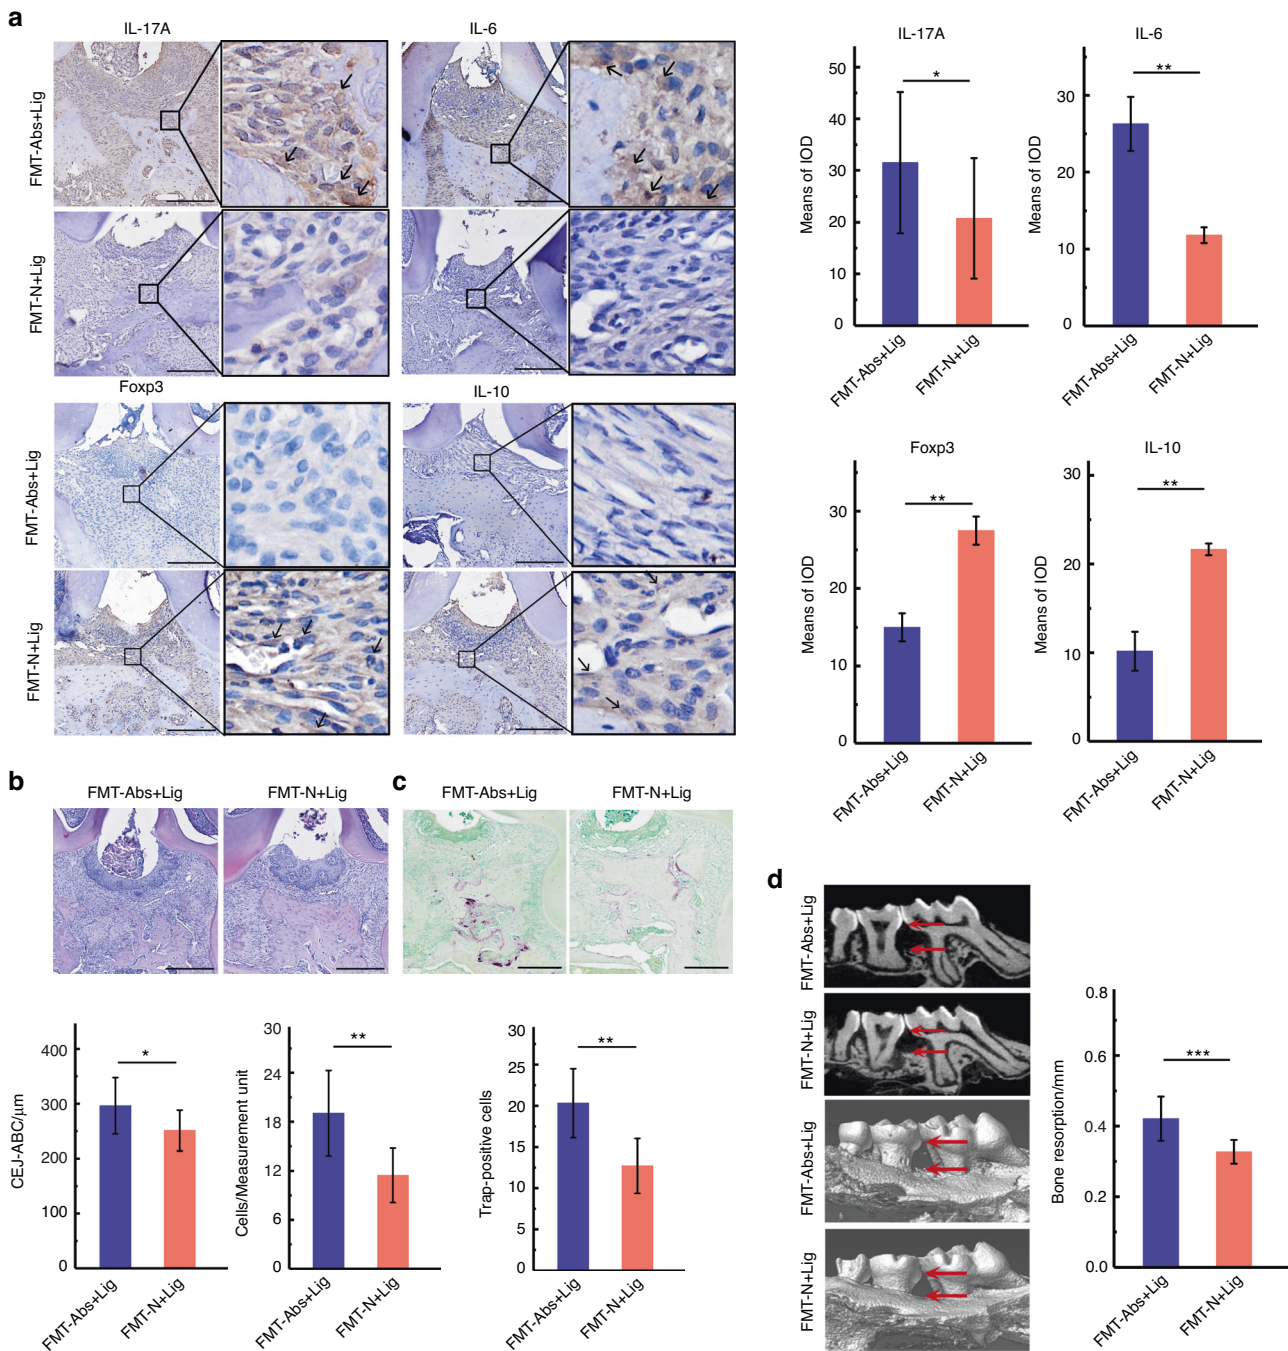 a
IL-17A
IL-6
FMT-Abs+Lig
FMT-N+Lig
Foxp3
IL-10
FMT-Abs+Lig
FMT-N+Lig
IL-17A
*
Means of IOD
50
40
30
20
30
0
FMT-Abs+Lig
FMT-N+Lig
IL-6
**
Means of IOD
30
20
10
0
FMT-Abs+Lig
FMT-N+Lig
Foxp3
**
Means of IOD
30
20
10
0
FMT-Abs+Lig
FMT-N+Lig
IL-10
**
Means of IOD
30
20
10
0
FMT-Abs+Lig
FMT-N+Lig
b
FMT-Abs+Lig
FMT-N+Lig
*
CEJ-ABC/μm
400
300
200
100
0
FMT-Abs+Lig
FMT-N+Lig
**
Cells/Measurement unit
30
24
18
12
6
0
FMT-Abs+Lig
FMT-N+Lig
c
FMT-Abs+Lig
FMT-N+Lig
**
Trap-positive cells
30
25
20
15
10
5
0
FMT-Abs+Lig
FMT-N+Lig
d
FMT-Abs+Lig
FMT-N+Lig
FMT-Abs+Lig
FMT-N+Lig
***
Bone resorption/mm
0.8
0.6
0.4
0.2
0.0
FMT-Abs+Lig
FMT-N+Lig